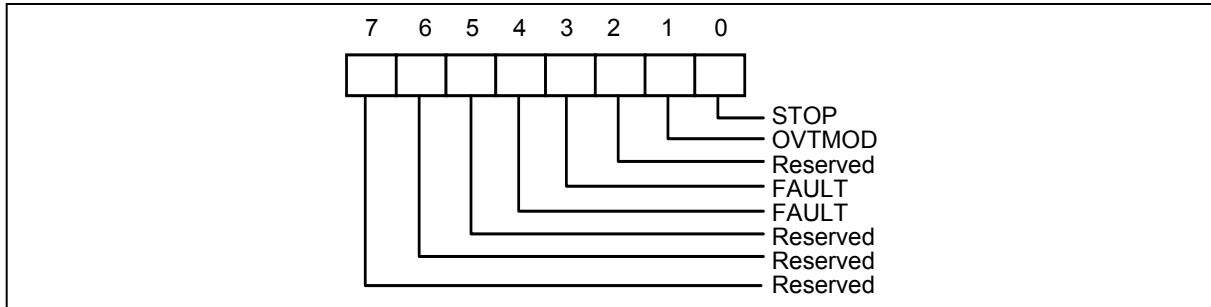 7 6 5 4 3 2 1 0
STOP
OVTMOD
Reserved
FAULT
FAULT
Reserved
Reserved
Reserved